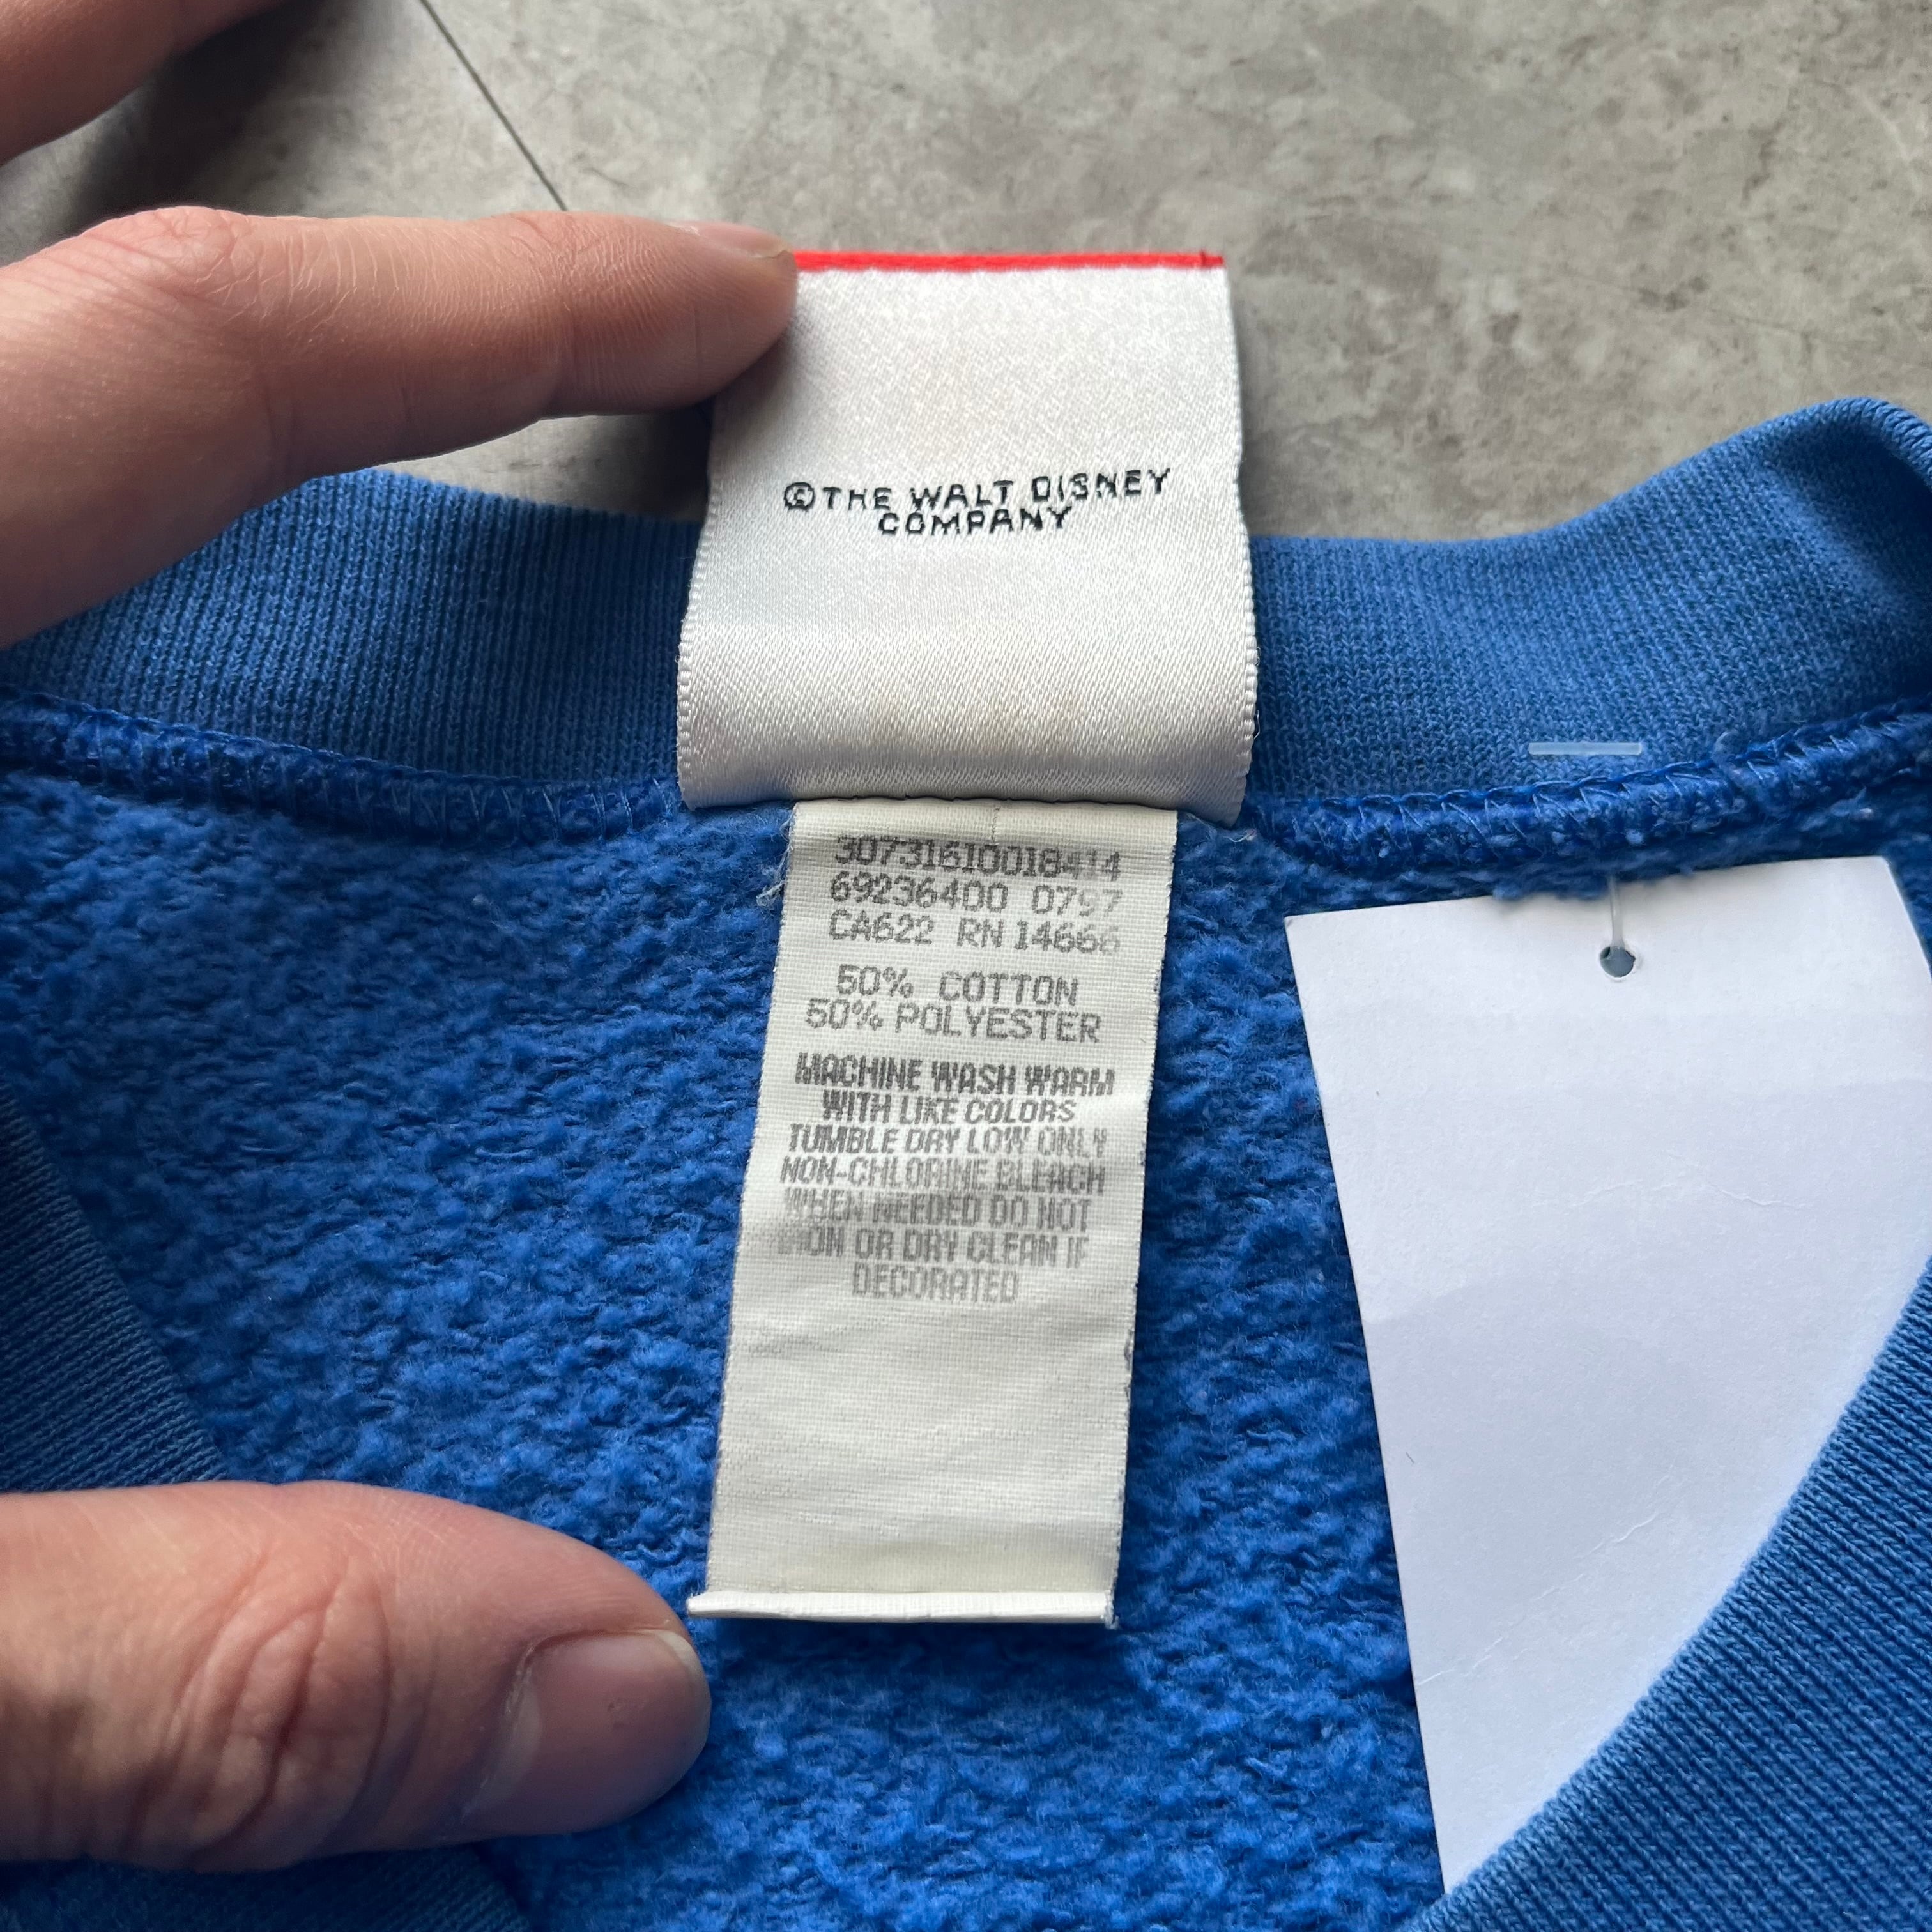 ©THE WALT DISNEY
COMPANY
30731610018414
69236400 0797
CA622 RN 14666
50% COTTON
50% POLYESTER
MACHINE WASH WARM
WITH LIKE COLORS
TUMBLE DRY LOW ONLY
NON-CHLORINE BLEACH
WHEN NEEDED DO NOT
IRON OR DRY CLEAN IF
DECORATED